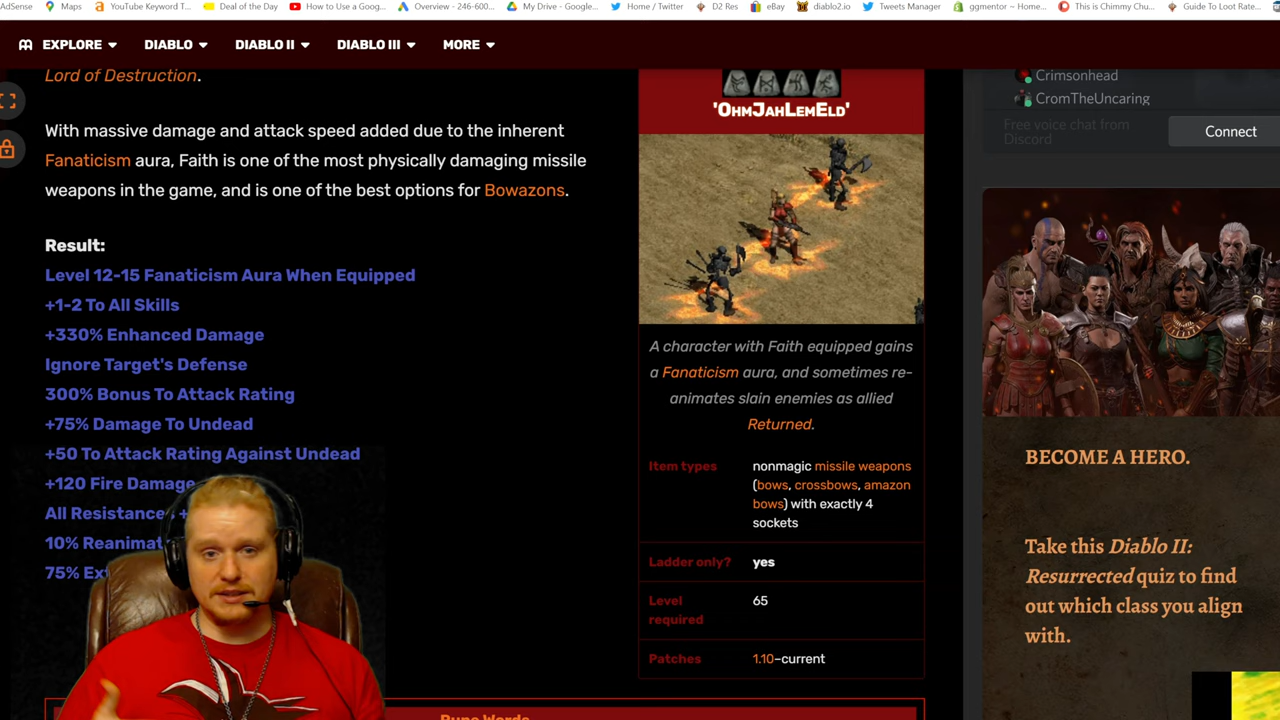 AdSense
Maps
YouTube Keyword T...
Deal of the Day
How to Use a Goog...
Overview - 246-600...
My Drive - Google...
Home / Twitter
D2 Res
eBay
diablo2.io
Tweets Manager
ggmentor ~ Home...
This is Chimmy Chu...
Guide To Loot Rate...
EXPLORE
DIABLO
DIABLO II
DIABLO III
MORE
Lord of Destruction.
With massive damage and attack speed added due to the inherent
Fanaticism aura, Faith is one of the most physically damaging missile
weapons in the game, and is one of the best options for Bowazons.
Result:
Level 12-15 Fanaticism Aura When Equipped
+1-2 To All Skills
+330% Enhanced Damage
Ignore Target's Defense
300% Bonus To Attack Rating
+75% Damage To Undead
+50 To Attack Rating Against Undead
+120 Fire Damage
All Resistances +
10% Reanimat
75% Ex
'OhmJahLemEld'
A character with Faith equipped gains
a Fanaticism aura, and sometimes re-
animates slain enemies as allied
Returned.
Item types
nonmagic missile weapons
(bows, crossbows, amazon
bows) with exactly 4
sockets
Ladder only? yes
Level
required
65
Patches 1.10–current
Rune Words
Crimsonhead
CromTheUncaring
Free voice chat from
Discord
Connect
BECOME A HERO.
Take this Diablo II:
Resurrected quiz to find
out which class you align
with.